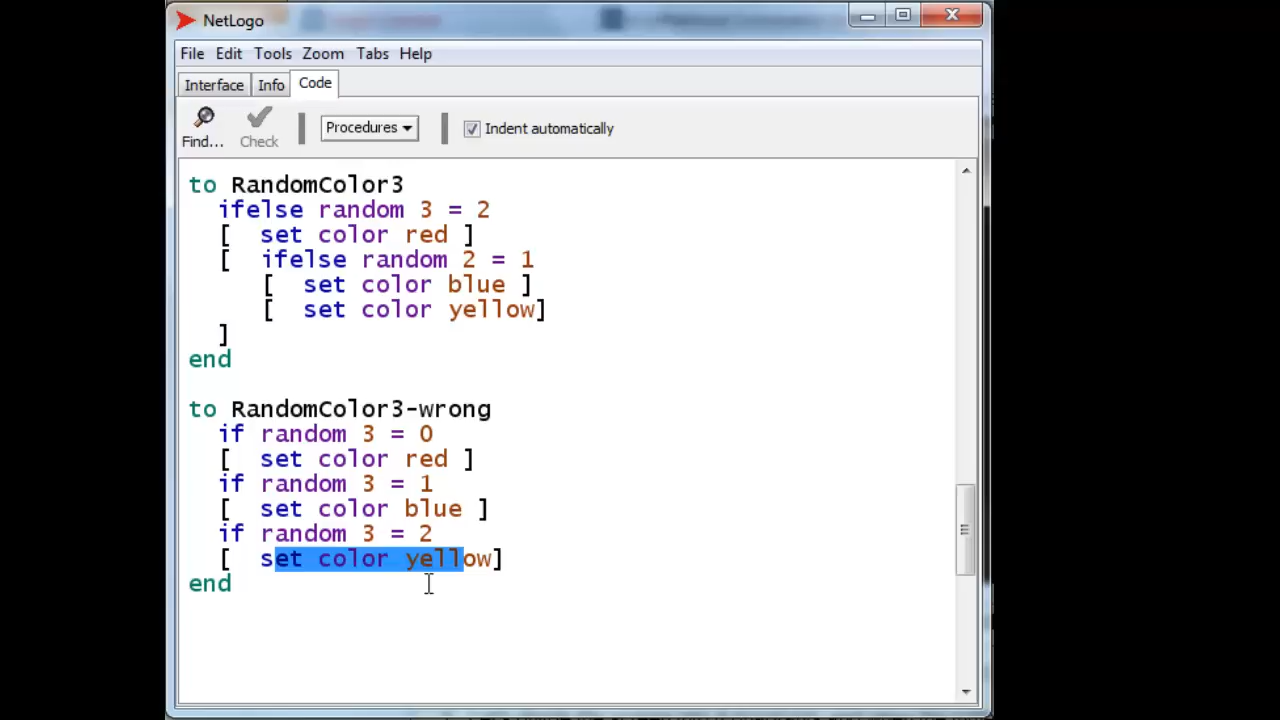 NetLogo
File Edit Tools Zoom Tabs Help
Interface Info Code
Find... Check Procedures Indent automatically
to RandomColor3
  ifelse random 3 = 2
  [  set color red ]
  [  ifelse random 2 = 1
     [  set color blue ]
     [  set color yellow]
  ]
end
to RandomColor3-wrong
  if random 3 = 0
  [  set color red ]
  if random 3 = 1
  [  set color blue ]
  if random 3 = 2
  [  set color yellow]
end